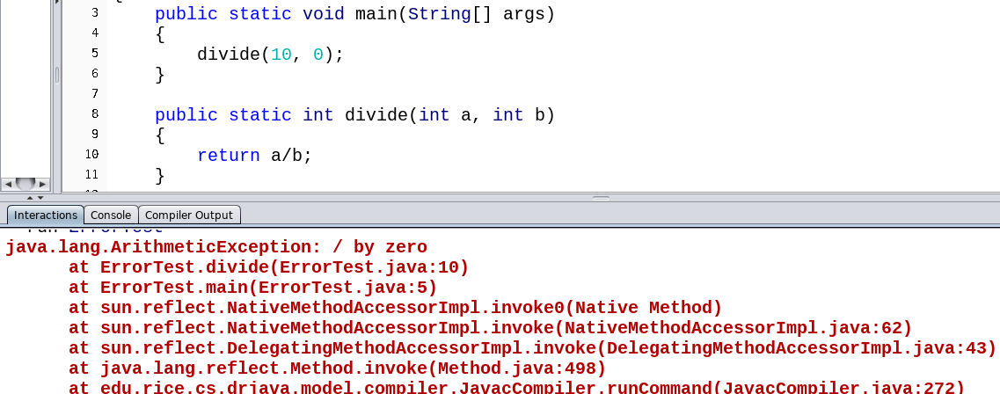 3 public static void main(String[] args)
4 {
5 divide(10, 0);
6 }
7
8 public static int divide(int a, int b)
9 {
10 return a/b;
11 }
Interactions Console Compiler Output
java.lang.ArithmeticException: / by zero
at ErrorTest.divide(ErrorTest.java:10)
at ErrorTest.main(ErrorTest.java:5)
at sun.reflect.NativeMethodAccessorImpl.invoke0(Native Method)
at sun.reflect.NativeMethodAccessorImpl.invoke(NativeMethodAccessorImpl.java:62)
at sun.reflect.DelegatingMethodAccessorImpl.invoke(DelegatingMethodAccessorImpl.java:43)
at java.lang.reflect.Method.invoke(Method.java:498)
at edu.rice.cs.drjava.model.compiler.JavacCompiler.runCommand(JavacCompiler.java:272)